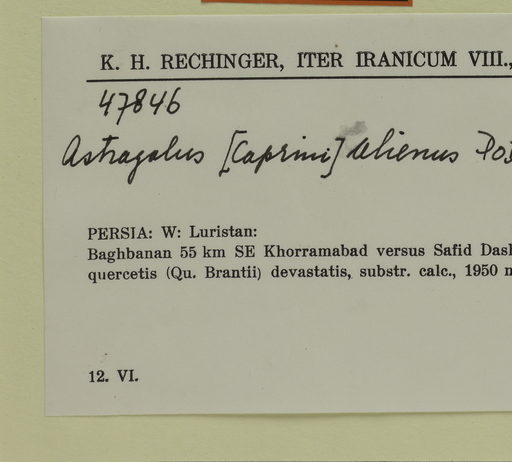 K. H. RECHINGER, ITER IRANICUM VIII.,
47846
Astragalus [Caprini] alienus
PERSIA: W: Luristan:
Baghbanan 55 km SE Khorramabad versus Safid
quercetis (Qu. Brantii) devastatis, substr. calc., 1950
12. VI.